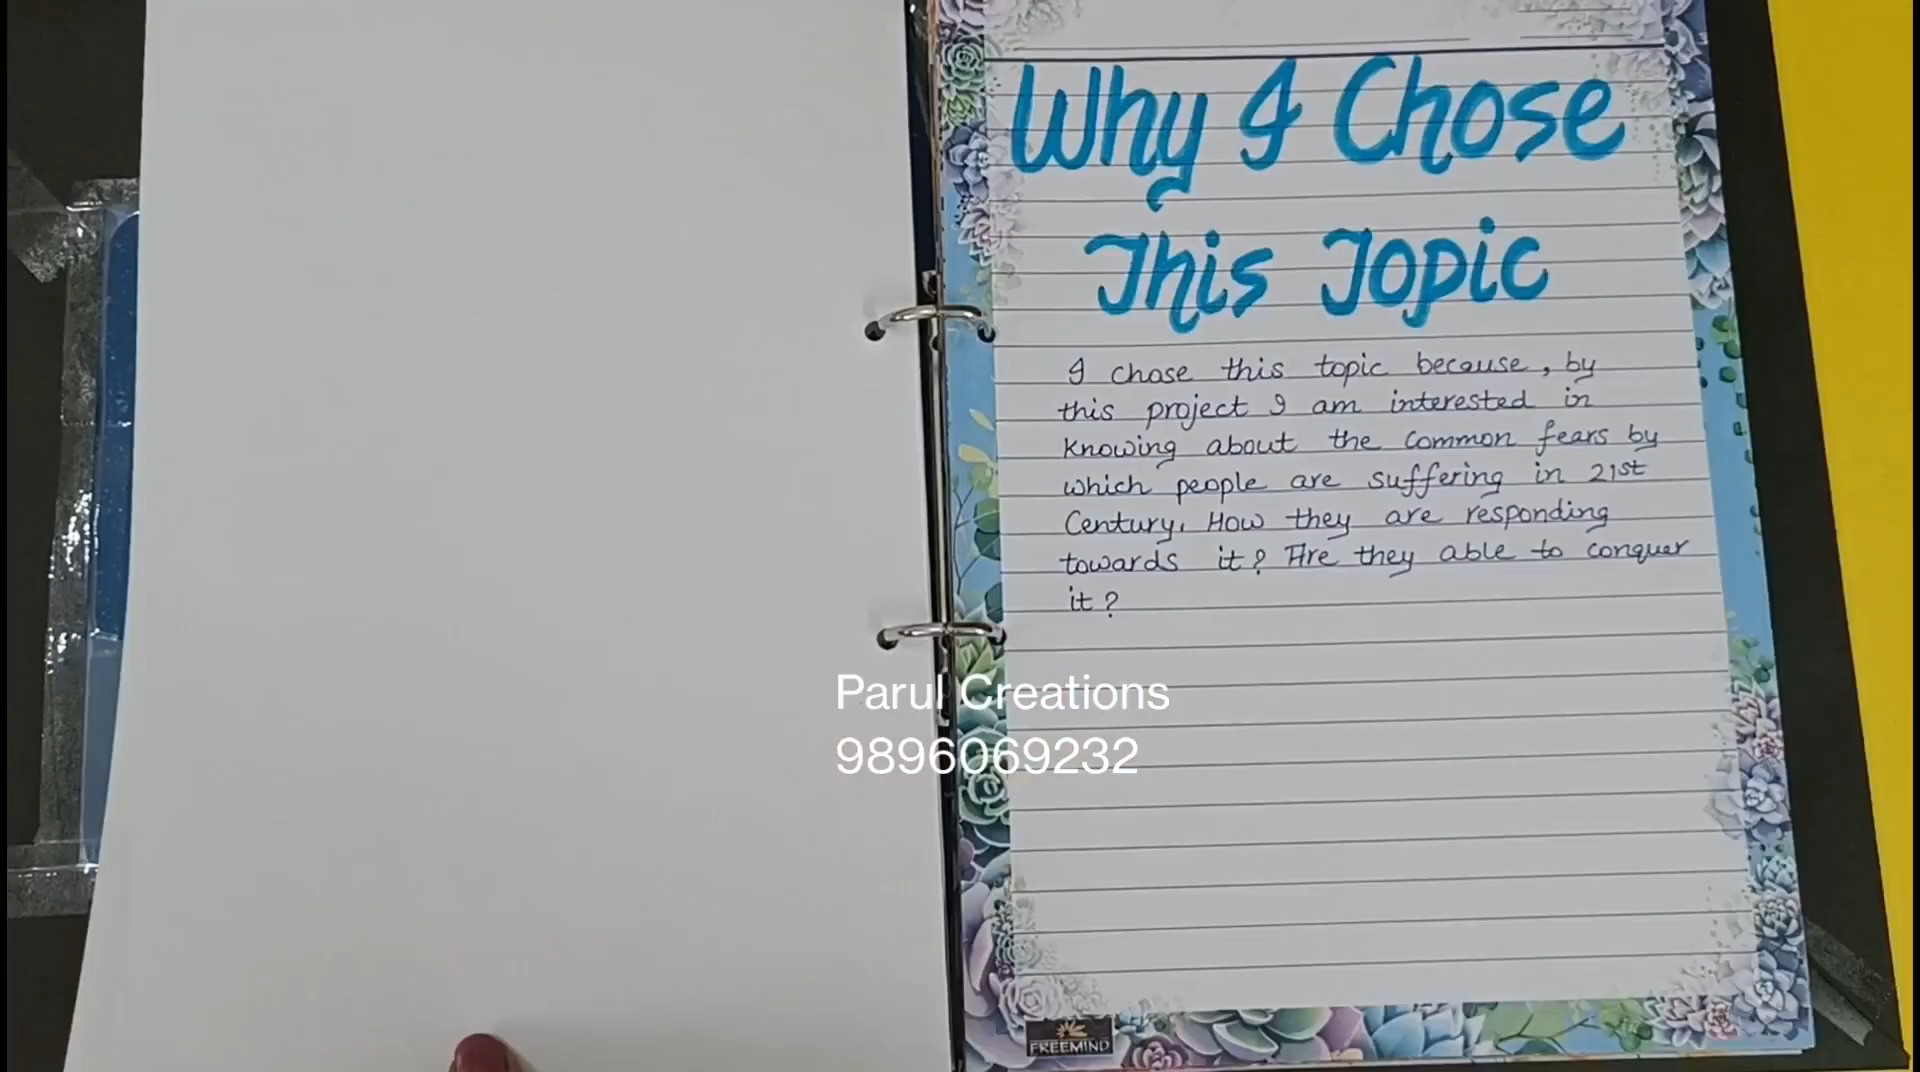 Why I Chose
This Topic
I chose this topic because, by
this project I am interested in
Knowing about the common fears by
which people are suffering in 21st
Century. How they are responding
towards it? Are they able to conquer
it?
Parul Creations
9896069232
FREEMIND